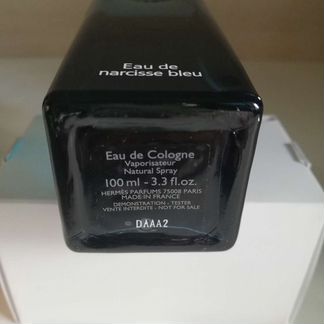 Eau de
narcisse bleu
Eau de Cologne
Vaporisateur
Natural Spray
100 ml - 3.3 fl.oz.
HERMÈS PARFUMS 75008 PARIS
MADE IN FRANCE
DEMONSTRATION - TESTER
VENTE INTERDITE - NOT FOR SALE
DAAA2